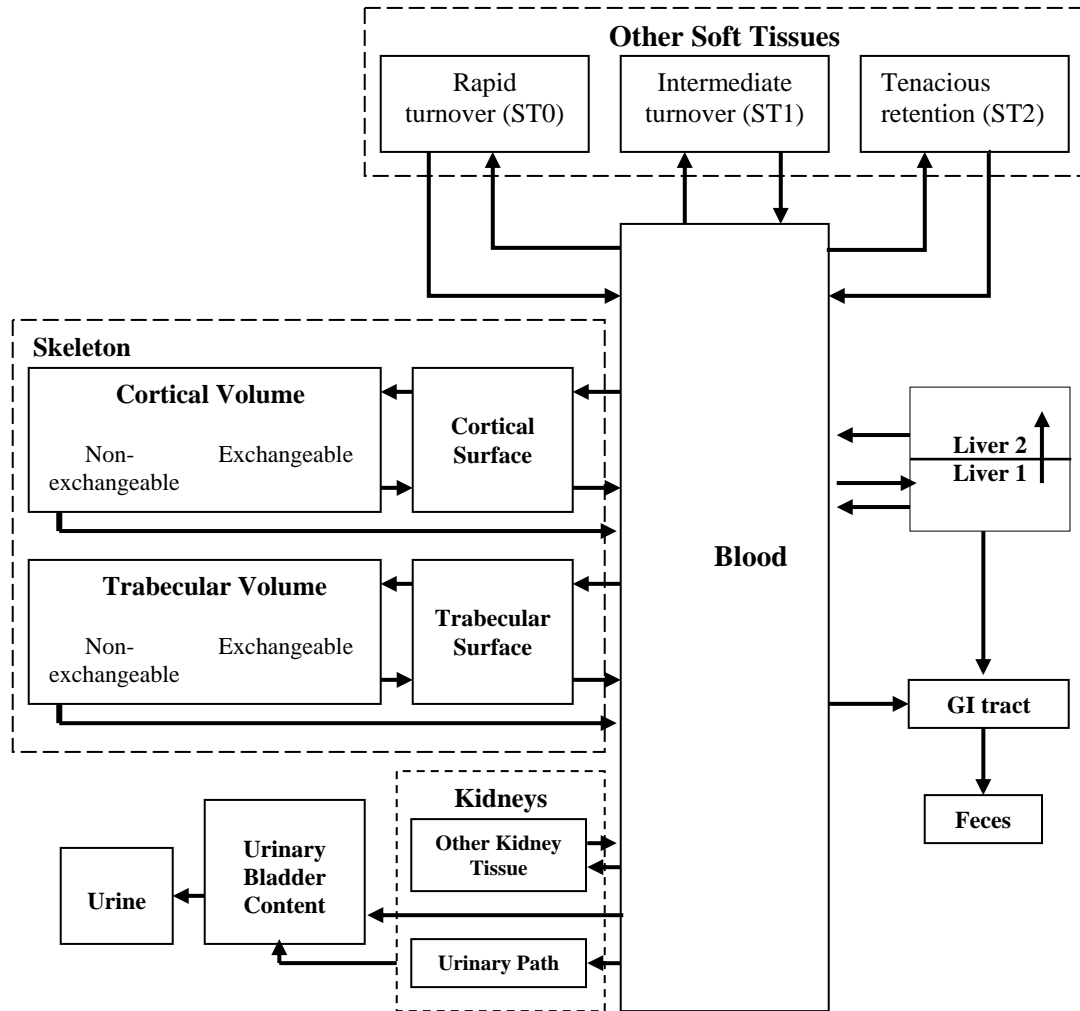 Other Soft Tissues
Rapid
turnover (ST0)
Intermediate
turnover (ST1)
Tenacious
retention (ST2)
Skeleton
Cortical Volume
Non-
exchangeable
Exchangeable
Cortical
Surface
Trabecular Volume
Non-
exchangeable
Exchangeable
Trabecular
Surface
Blood
Liver 2
Liver 1
GI tract
Feces
Kidneys
Other Kidney
Tissue
Urinary Path
Urinary
Bladder
Content
Urine